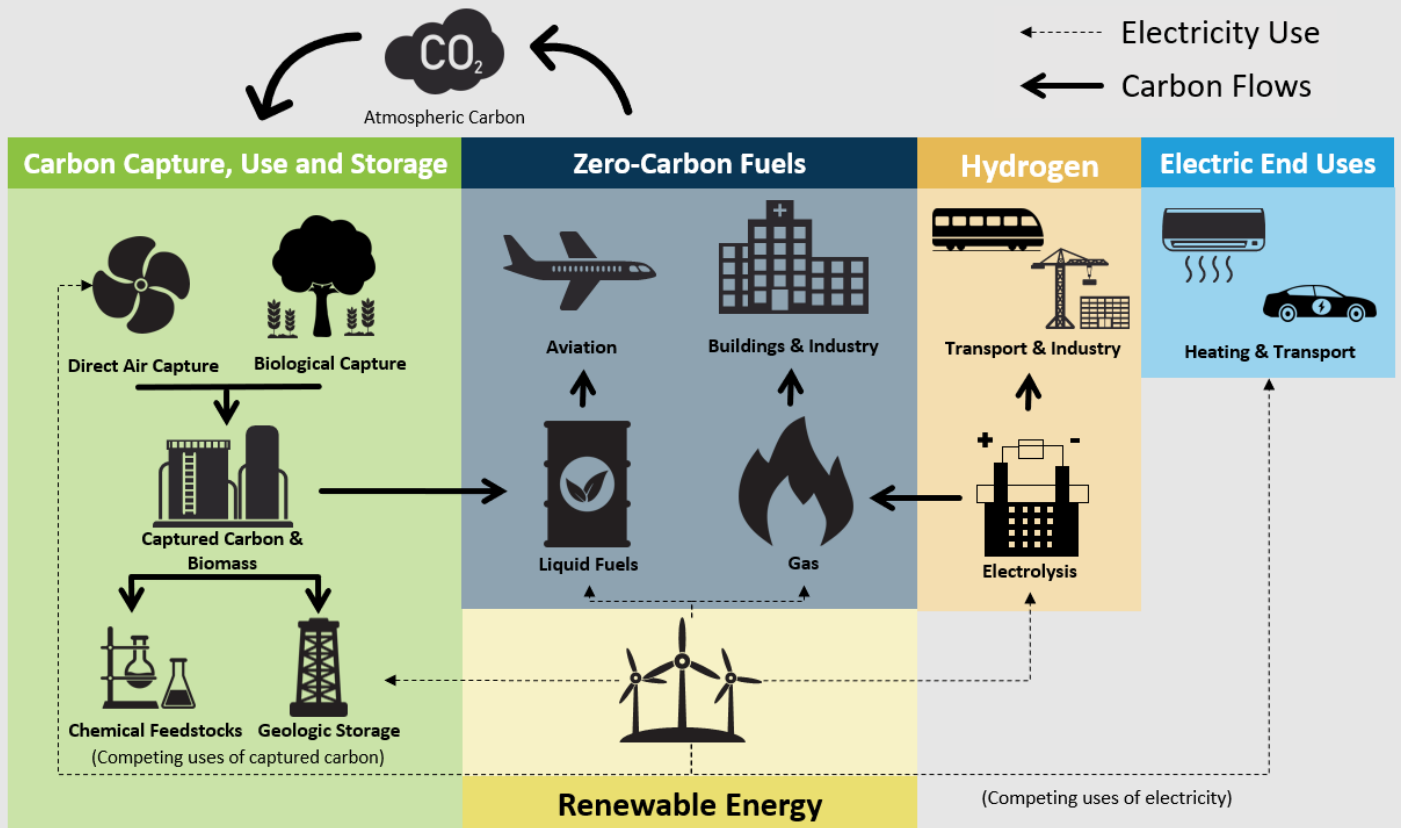 CO₂
Atmospheric Carbon
Electricity Use
Carbon Flows
Carbon Capture, Use and Storage
Zero-Carbon Fuels
Hydrogen
Electric End Uses
Direct Air Capture
Biological Capture
Aviation
Buildings & Industry
Transport & Industry
Heating & Transport
Captured Carbon &
Biomass
Liquid Fuels
Gas
+ -
Electrolysis
Chemical Feedstocks
Geologic Storage
(Competing uses of captured carbon)
Renewable Energy
(Competing uses of electricity)